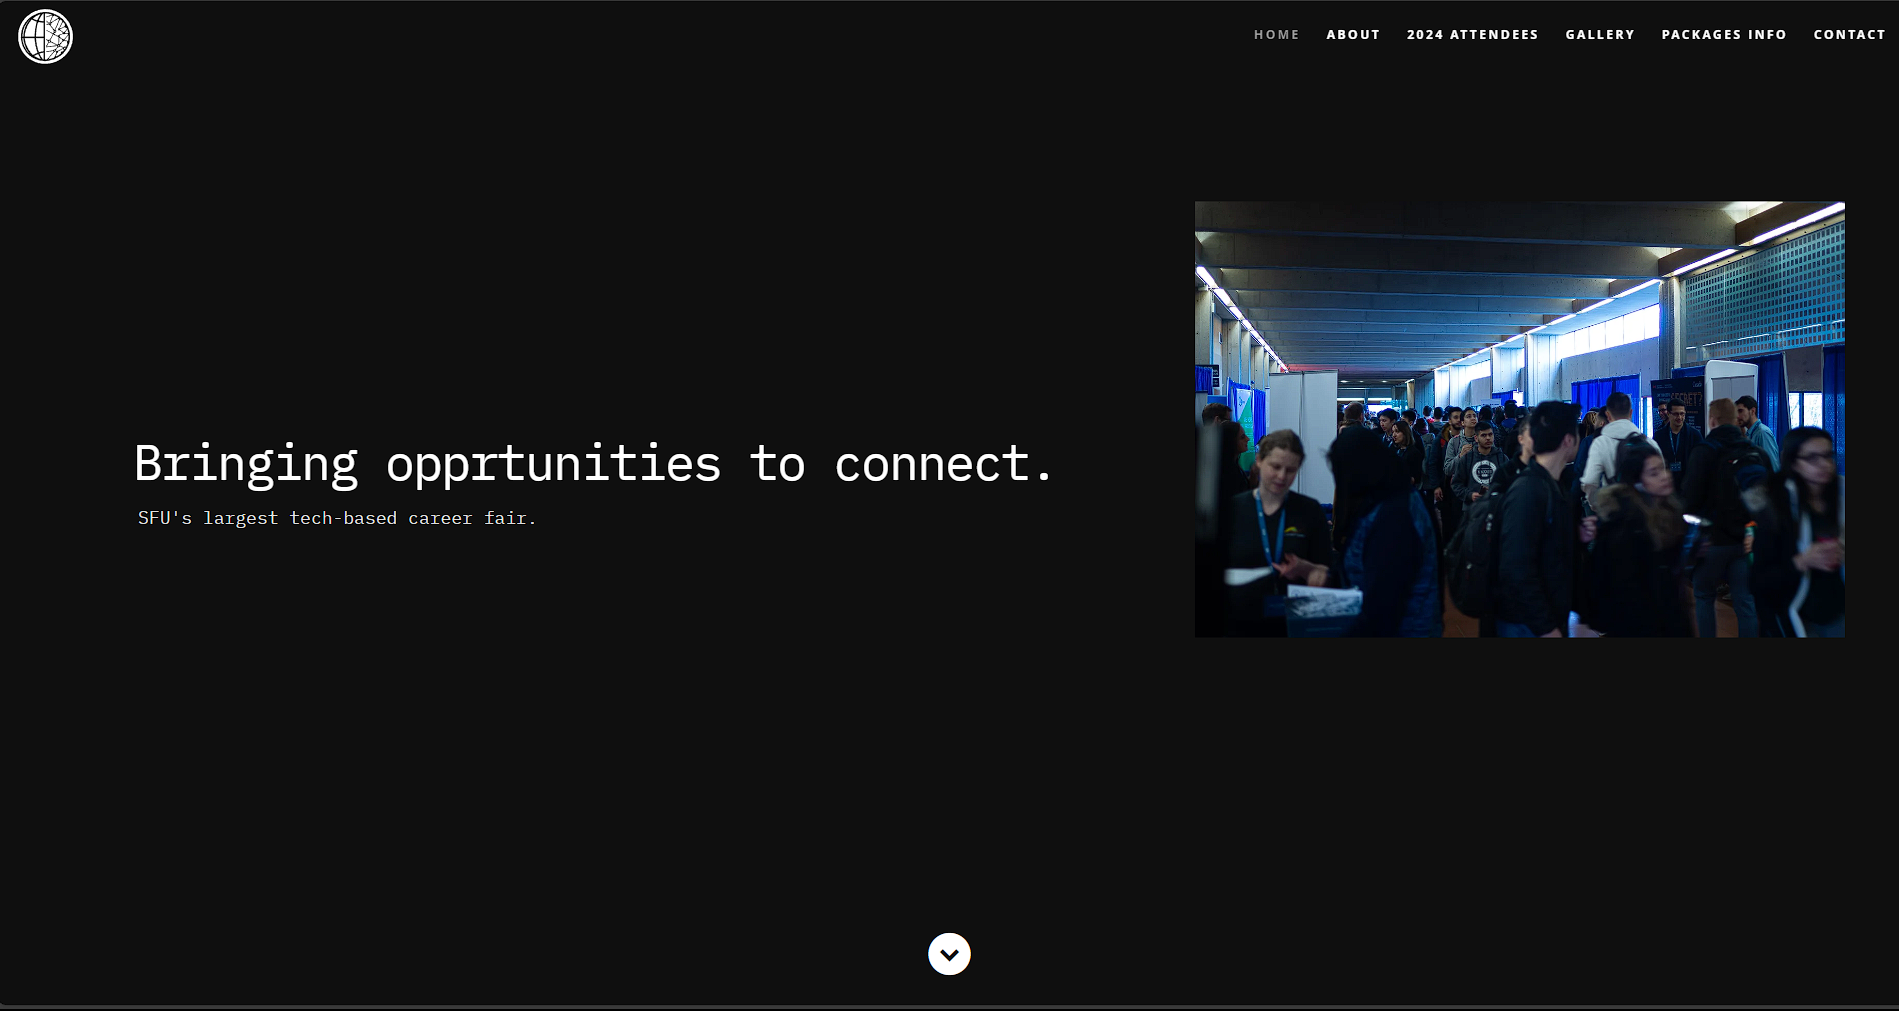 HOME ABOUT 2024 ATTENDEES GALLERY PACKAGES INFO CONTACT
Bringing opprtunities to connect.
SFU's largest tech-based career fair.